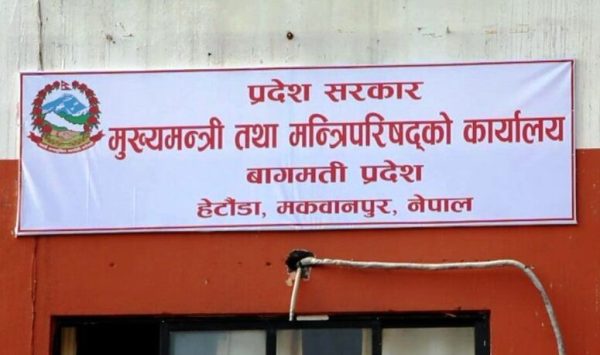 प्रदेश सरकार
मुख्यमन्त्री तथा मन्त्रिपरिषद्को कार्यालय
बागमती प्रदेश
हेटौंडा, मकवानपुर, नेपाल